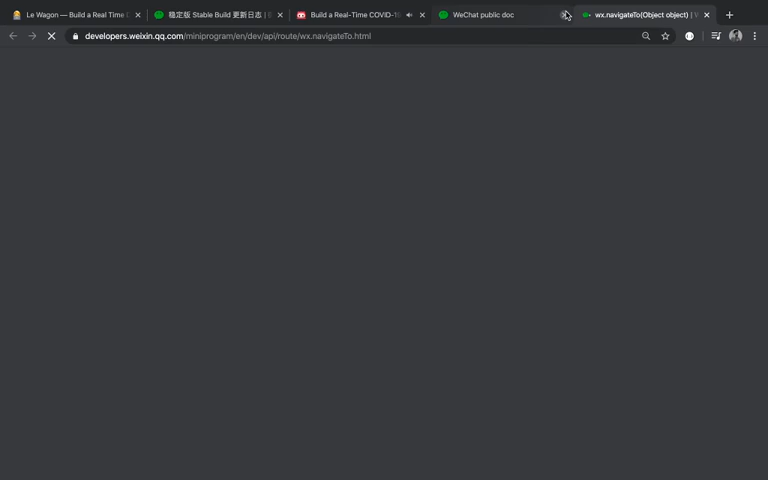 Le Wagon — Build a Real Time
稳定版 Stable Build 更新日志 |
Build a Real-Time COVID-19
WeChat public doc
wx.navigateTo(Object object) |
developers.weixin.qq.com/miniprogram/en/dev/api/route/wx.navigateTo.html